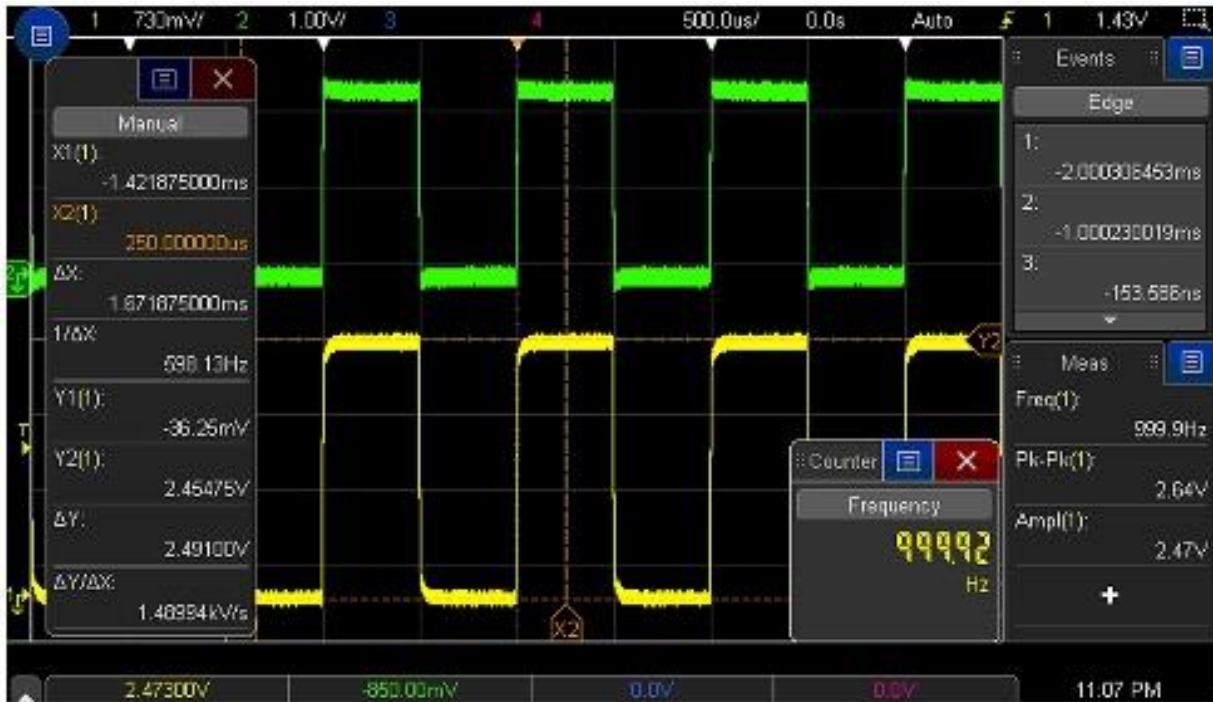 1 730mV/ 2 1.00V/ 3 4 500.0us/ 0.0s Auto 1 1.43V
Manual
X1(1):
-1.421875000ms
X2(1):
250.000000us
ΔX:
1.671875000ms
1/ΔX:
598.13Hz
Y1(1):
-36.25mV
Y2(1):
2.45475V
ΔY:
2.49100V
ΔY/ΔX:
1.48994kV/s
2
T
1
Y2
X2
Counter
Frequency
999.92
Hz
Events
Edge
1:
-2.000306453ms
2:
-1.000230019ms
3:
-153.586ns
Meas
Freq(1):
999.9Hz
Pk-Pk(1):
2.64V
Ampl(1):
2.47V
+
2.47300V -850.00mV 0.0V 0.0V 11:07 PM